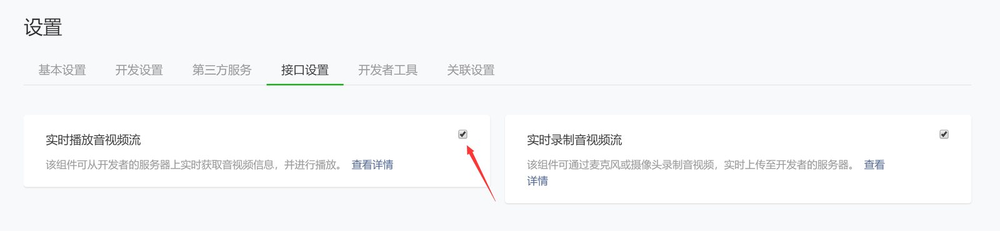 设置
基本设置 开发设置 第三方服务 接口设置 开发者工具 关联设置
实时播放音视频流
该组件可从开发者的服务器上实时获取音视频信息，并进行播放。 查看详情
实时录制音视频流
该组件可通过麦克风或摄像头录制音视频，实时上传至开发者的服务器。 查看
详情